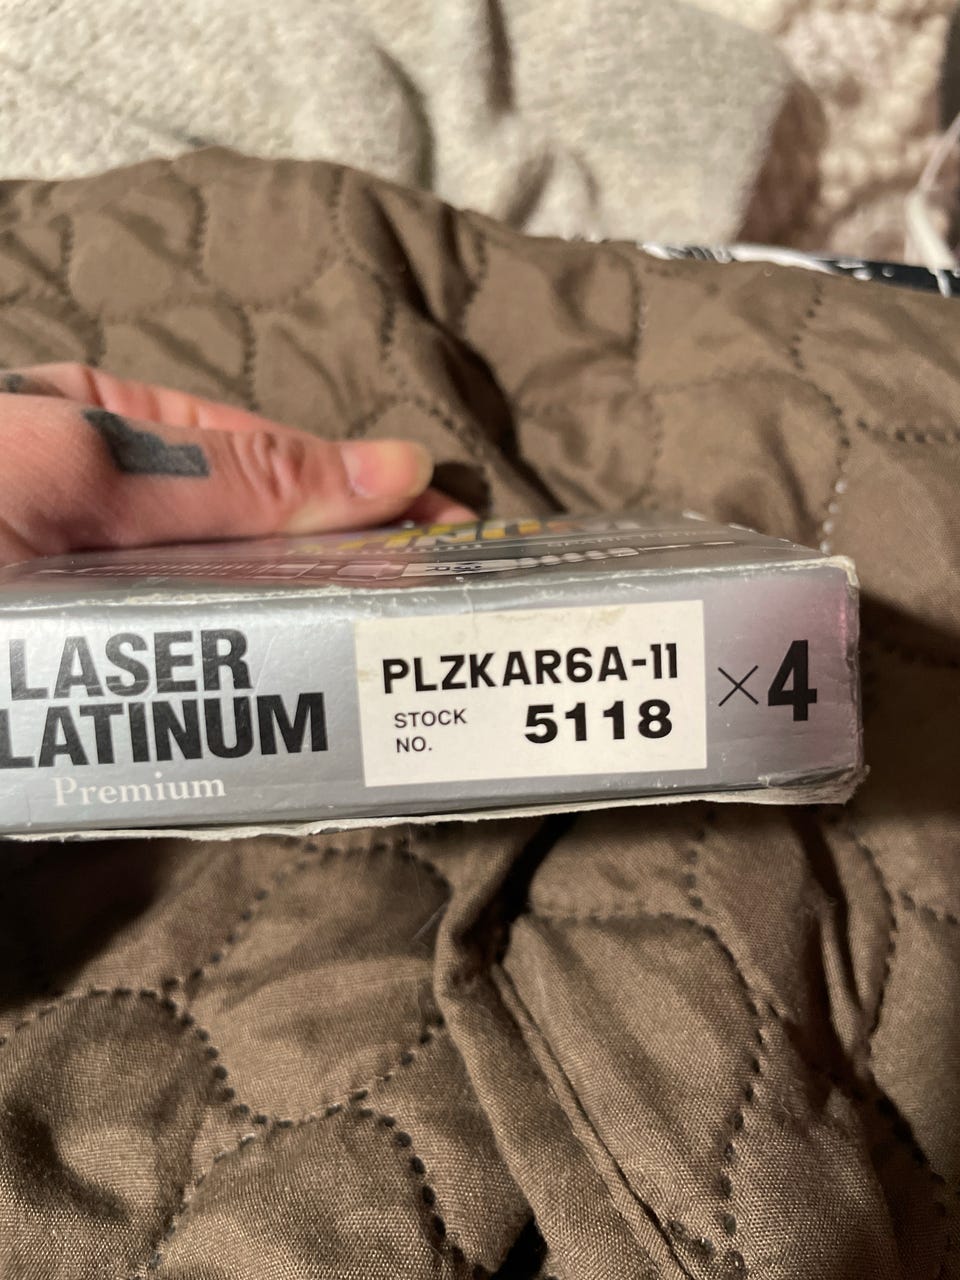 LASER
LATINUM
Premium
PLZKAR6A-11
STOCK
NO.
5118
×4